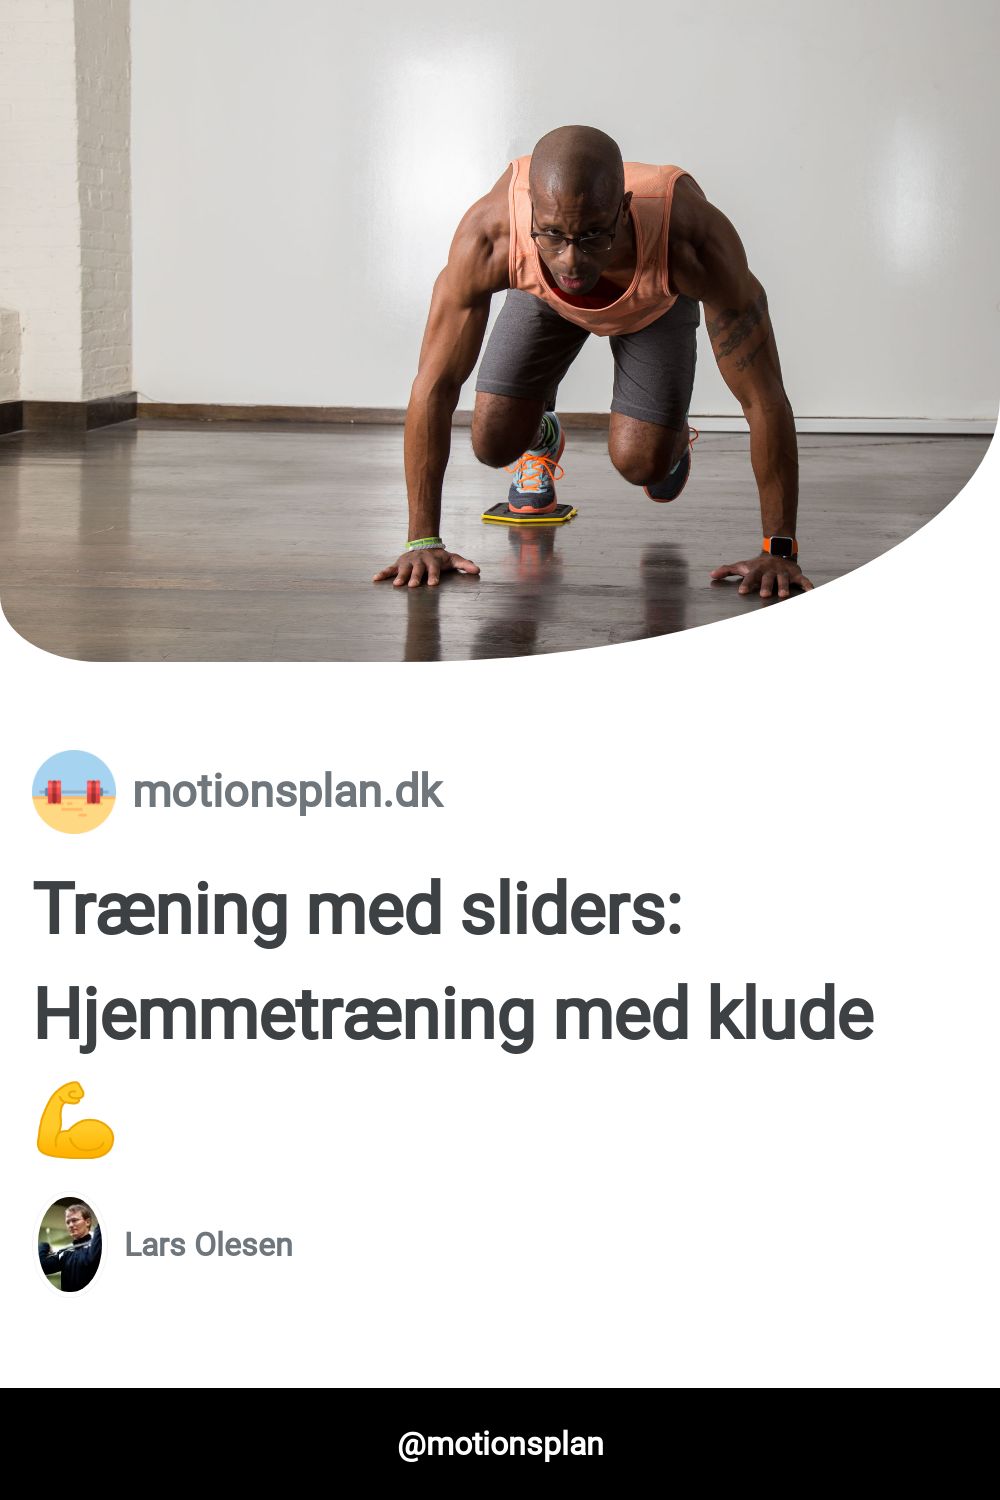 motionsplan.dk
Træning med sliders:
Hjemmetræning med klude
💪
Lars Olesen
@motionsplan